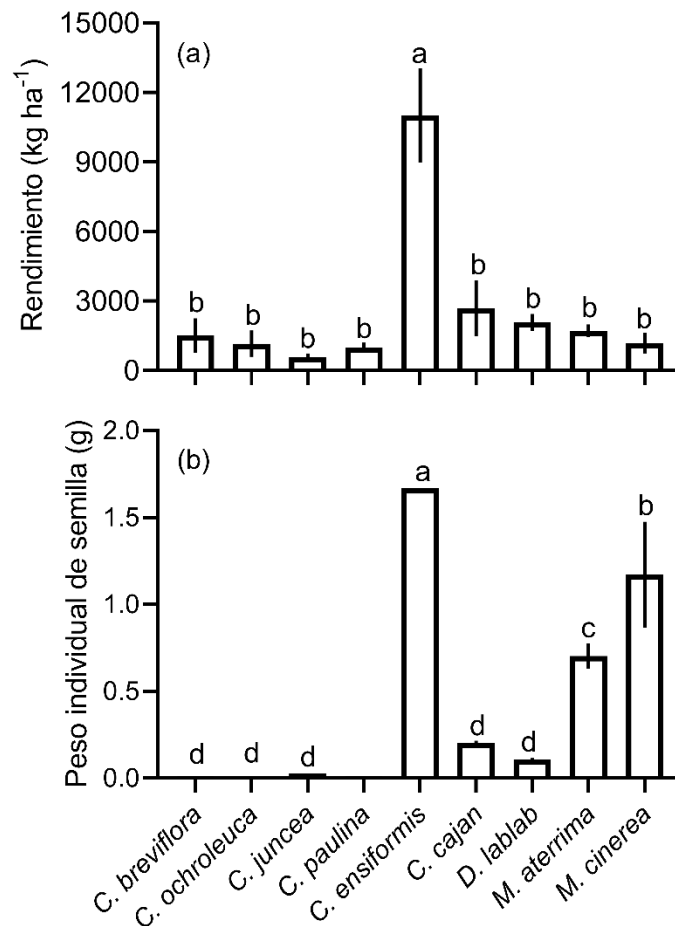 (a)
Rendimiento (kg ha⁻¹)
15000
12000
9000
6000
3000
0
b
b
b
b
a
b
b
b
b
(b)
Peso individual de semilla (g)
2.0
1.5
1.0
0.5
0.0
d
d
d
a
d
d
c
b
C. breviflora
C. ochroleuca
C. juncea
C. paulina
C. ensiformis
C. cajan
D. lablab
M. aterrima
M. cinerea